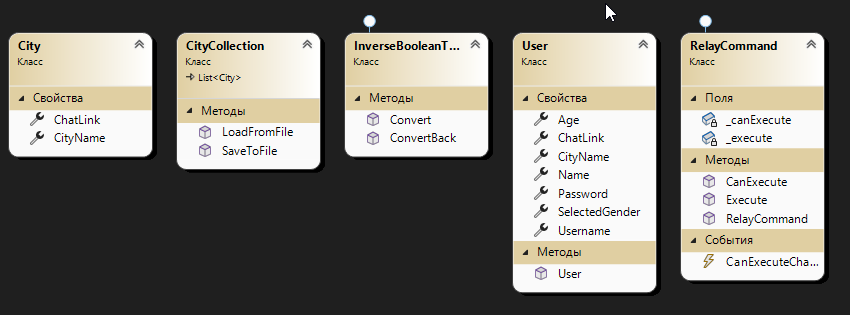 City
Класс
Свойства
ChatLink
CityName
CityCollection
Класс
List<City>
Методы
LoadFromFile
SaveToFile
InverseBooleanT...
Класс
Методы
Convert
ConvertBack
User
Класс
Свойства
Age
ChatLink
CityName
Name
Password
SelectedGender
Username
Методы
User
RelayCommand
Класс
Поля
_canExecute
_execute
Методы
CanExecute
Execute
RelayCommand
События
CanExecuteCha...